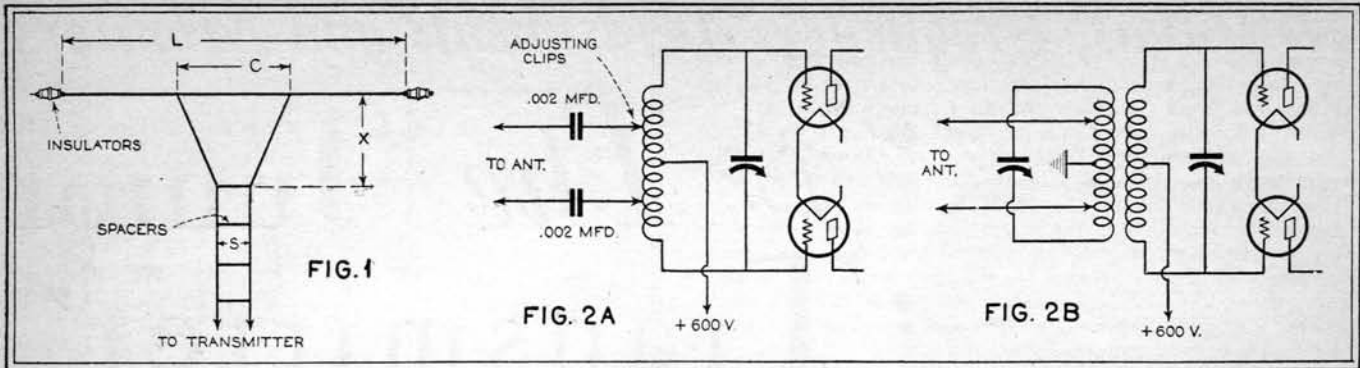 L
C
X
INSULATORS
SPACERS
S
FIG. 1
TO TRANSMITTER
ADJUSTING
CLIPS
.002 MFD.
TO ANT.
.002 MFD.
FIG. 2A
+ 600 V.
TO
ANT.
FIG. 2B
+600 V.